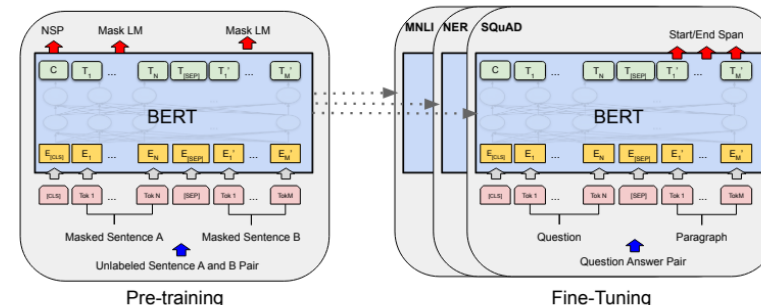 NSP Mask LM Mask LM
C T1 ... TN T[SEP] T1' ... TM'
BERT
E[CLS] E1 ... EN E[SEP] E1' ... EM'
[CLS] Tok 1 ... Tok N [SEP] Tok 1 ... TokM
Masked Sentence A Masked Sentence B
Unlabeled Sentence A and B Pair
Pre-training
MNLI NER SQuAD
Start/End Span
C T1 ... TN T[SEP] T1' ... TM'
BERT
E[CLS] E1 ... EN E[SEP] E1' ... EM'
[CLS] Tok 1 ... Tok N [SEP] Tok 1 ... TokM
Question Paragraph
Question Answer Pair
Fine-Tuning